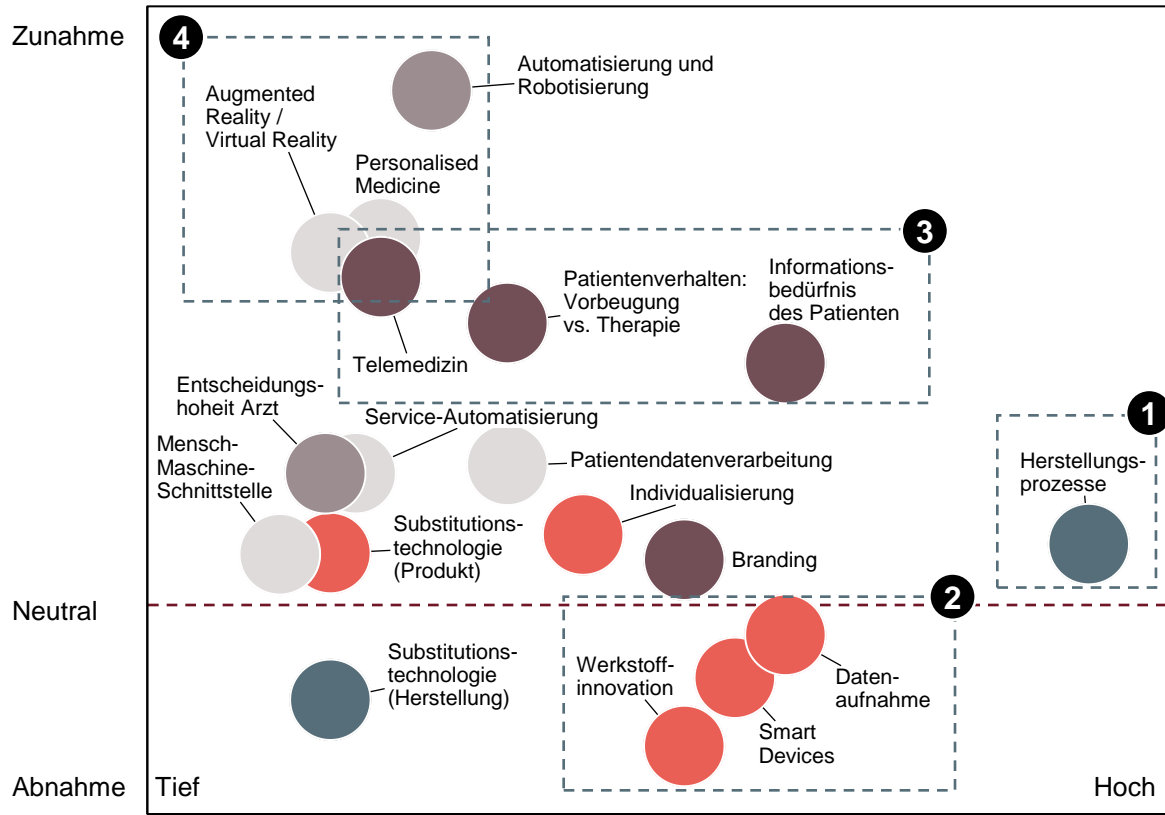 Zunahme
4
Automatisierung und
Robotisierung
Augmented
Reality /
Virtual Reality
Personalised
Medicine
3
Patientenverhalten:
Vorbeugung
vs. Therapie
Informations-
bedürfnis
des Patienten
Telemedizin
Entscheidungs-
hoheit Arzt
Service-Automatisierung
1
Mensch-
Maschine-
Schnittstelle
Patientendatenverarbeitung
Herstellungs-
prozesse
Individualisierung
Substitutions-
technologie
(Produkt)
Branding
Neutral
2
Substitutions-
technologie
(Herstellung)
Werkstoff-
innovation
Daten-
aufnahme
Smart
Devices
Abnahme
Tief
Hoch